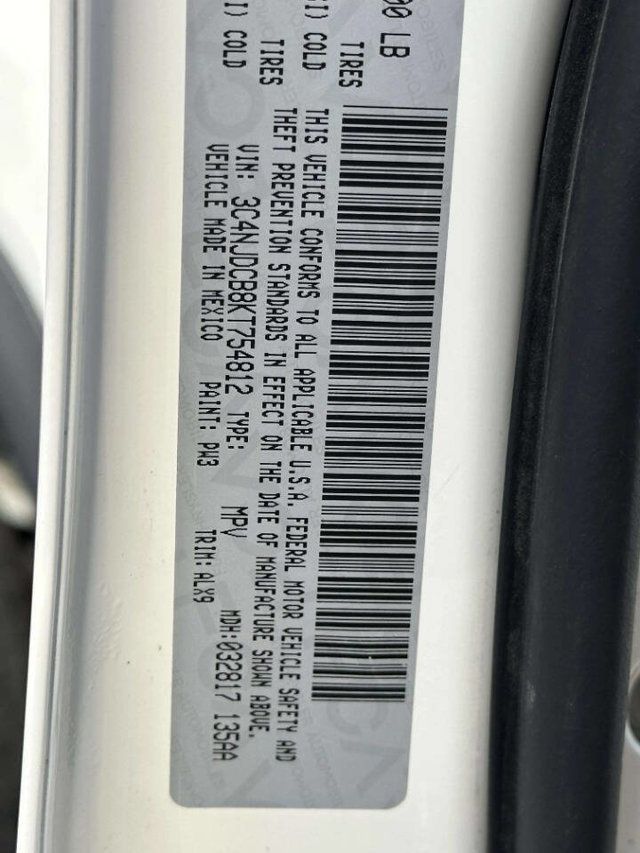 00 LB
TIRES
SI) COLD
TIRES
I) COLD
THIS VEHICLE CONFORMS TO ALL APPLICABLE U.S.A. FEDERAL MOTOR VEHICLE SAFETY AND
THEFT PREVENTION STANDARDS IN EFFECT ON THE DATE OF MANUFACTURE SHOWN ABOVE.
VIN: 3C4NJDCB8KT754812 TYPE: MPV MDH:032817 135AA
VEHICLE MADE IN MEXICO PAINT: PW3 TRIM:ALX9